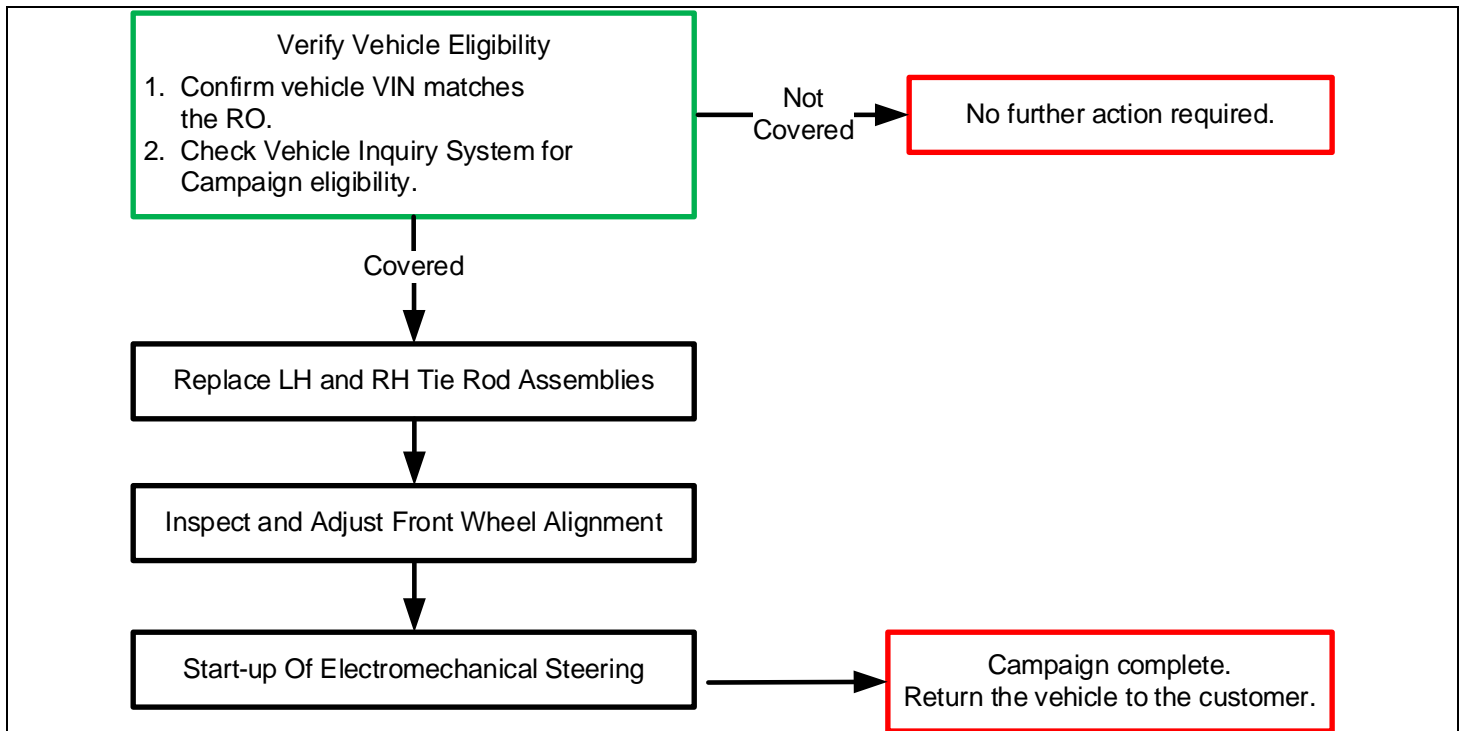 Verify Vehicle Eligibility
1. Confirm vehicle VIN matches
the RO.
2. Check Vehicle Inquiry System for
Campaign eligibility.
Not
Covered
No further action required.
Covered
Replace LH and RH Tie Rod Assemblies
Inspect and Adjust Front Wheel Alignment
Start-up Of Electromechanical Steering
Campaign complete.
Return the vehicle to the customer.